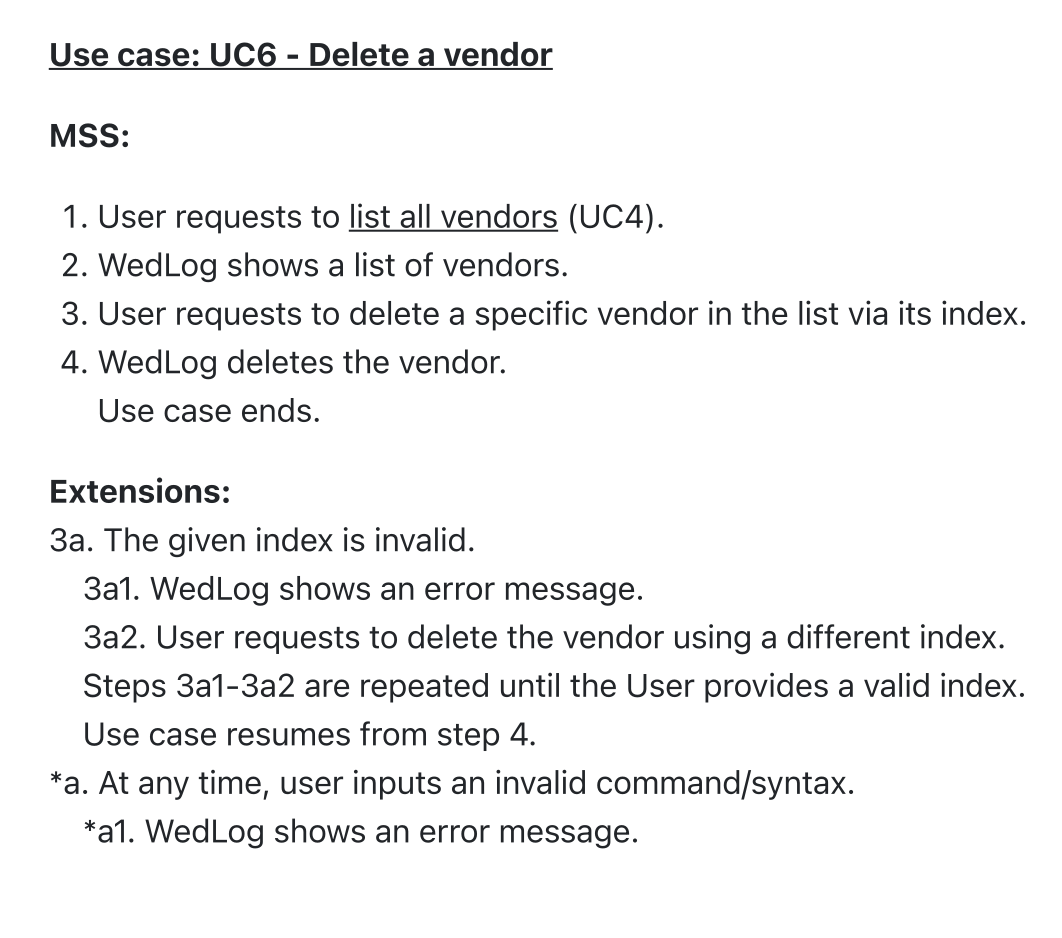 Use case: UC6 - Delete a vendor
MSS:
1. User requests to list all vendors (UC4).
2. WedLog shows a list of vendors.
3. User requests to delete a specific vendor in the list via its index.
4. WedLog deletes the vendor.
Use case ends.
Extensions:
3a. The given index is invalid.
3a1. WedLog shows an error message.
3a2. User requests to delete the vendor using a different index.
Steps 3a1-3a2 are repeated until the User provides a valid index.
Use case resumes from step 4.
*a. At any time, user inputs an invalid command/syntax.
*a1. WedLog shows an error message.